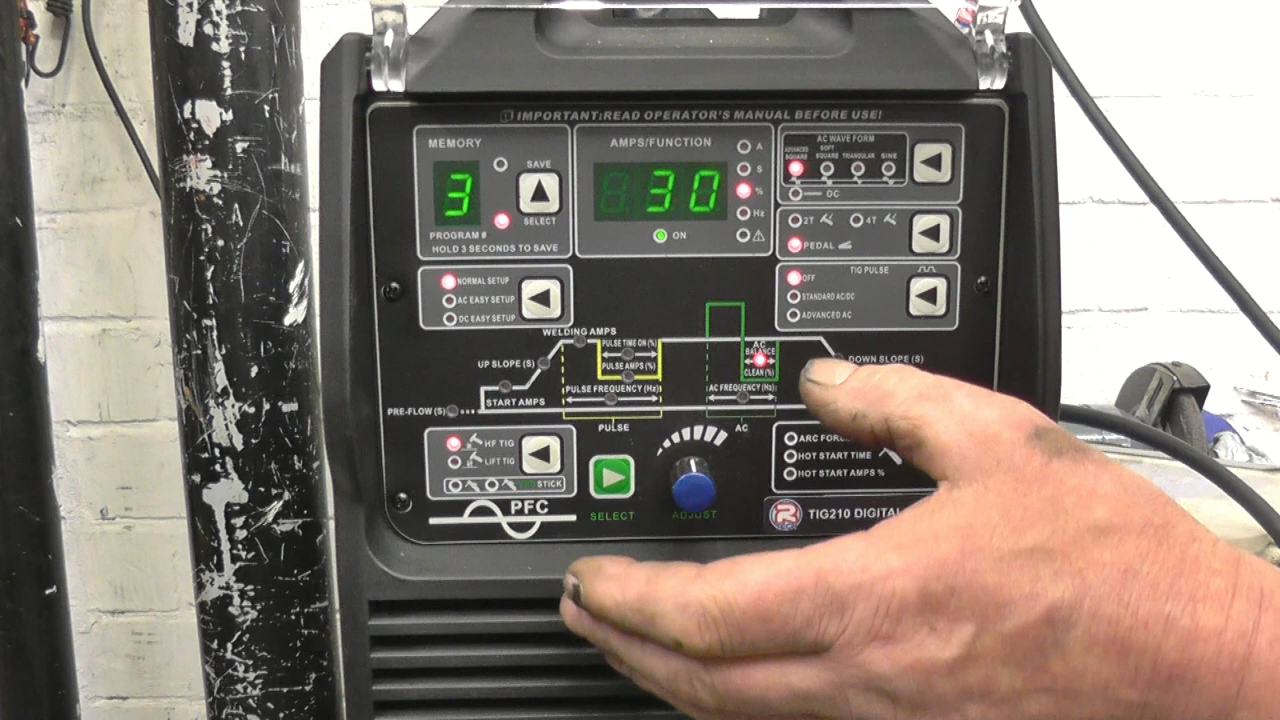 IMPORTANT:READ OPERATOR'S MANUAL BEFORE USE!
MEMORY
SAVE
3
SELECT
PROGRAM #
HOLD 3 SECONDS TO SAVE
AMPS/FUNCTION
30
A
S
%
Hz
ON
AC WAVE FORM
ADVANCED SQUARE
SOFT SQUARE
TRIANGULAR
SINE
DC
2T
4T
PEDAL
NORMAL SETUP
AC EASY SETUP
DC EASY SETUP
TIG PULSE
OFF
STANDARD AC/DC
ADVANCED AC
WELDING AMPS
PULSE TIME ON (%)
UP SLOPE (S)
PULSE AMPS (%)
PULSE FREQUENCY (Hz)
START AMPS
PRE-FLOW (S)
PULSE
AC BALANCE
CLEAN (%)
AC FREQUENCY (Hz)
AC
DOWN SLOPE (S)
HF TIG
LIFT TIG
STICK
PFC
SELECT
ADJUST
ARC FORC
HOT START TIME
HOT START AMPS %
R
TIG210 DIGITAL